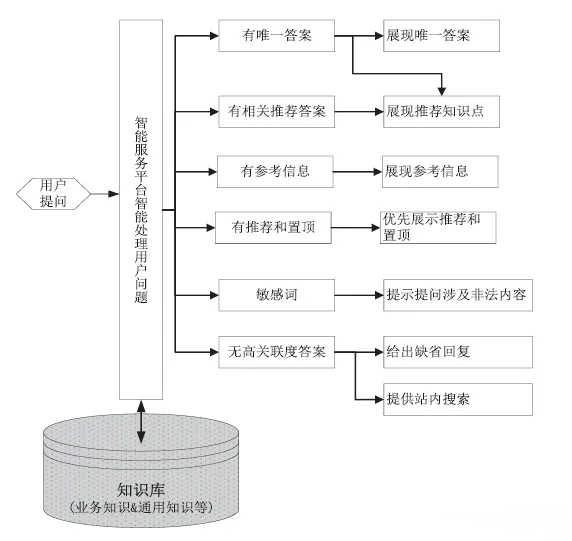 有唯一答案
展现唯一答案
有相关推荐答案
展现推荐知识点
用户
提问
智能服务平台智能处理用户问题
有参考信息
展现参考信息
有推荐和置顶
优先展示推荐和
置顶
敏感词
提示提问涉及非法内容
无高关联度答案
给出缺省回复
提供站内搜索
知识库
(业务知识&通用知识等)